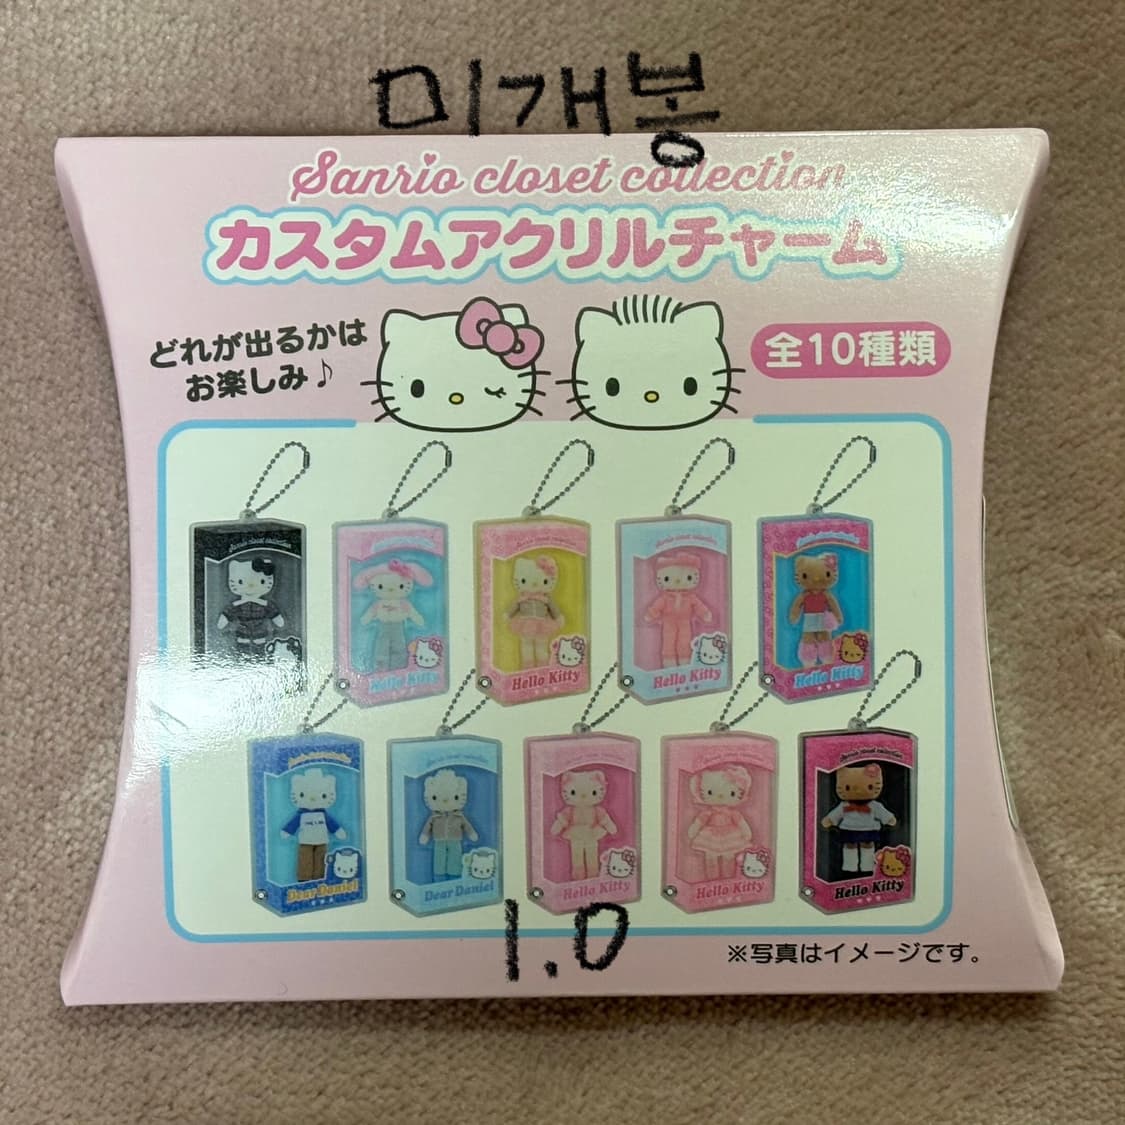 미개봉
Sanrio closet collection
カスタムアクリルチャーム
どれが出るかは
お楽しみ♪
全10種類
Sanrio closet collection
Hello Kitty
Hello Kitty
Hello Kitty
Hello Kitty
Dear Daniel
Dear Daniel
Hello Kitty
Hello Kitty
Hello Kitty
1.0
※写真はイメージです。